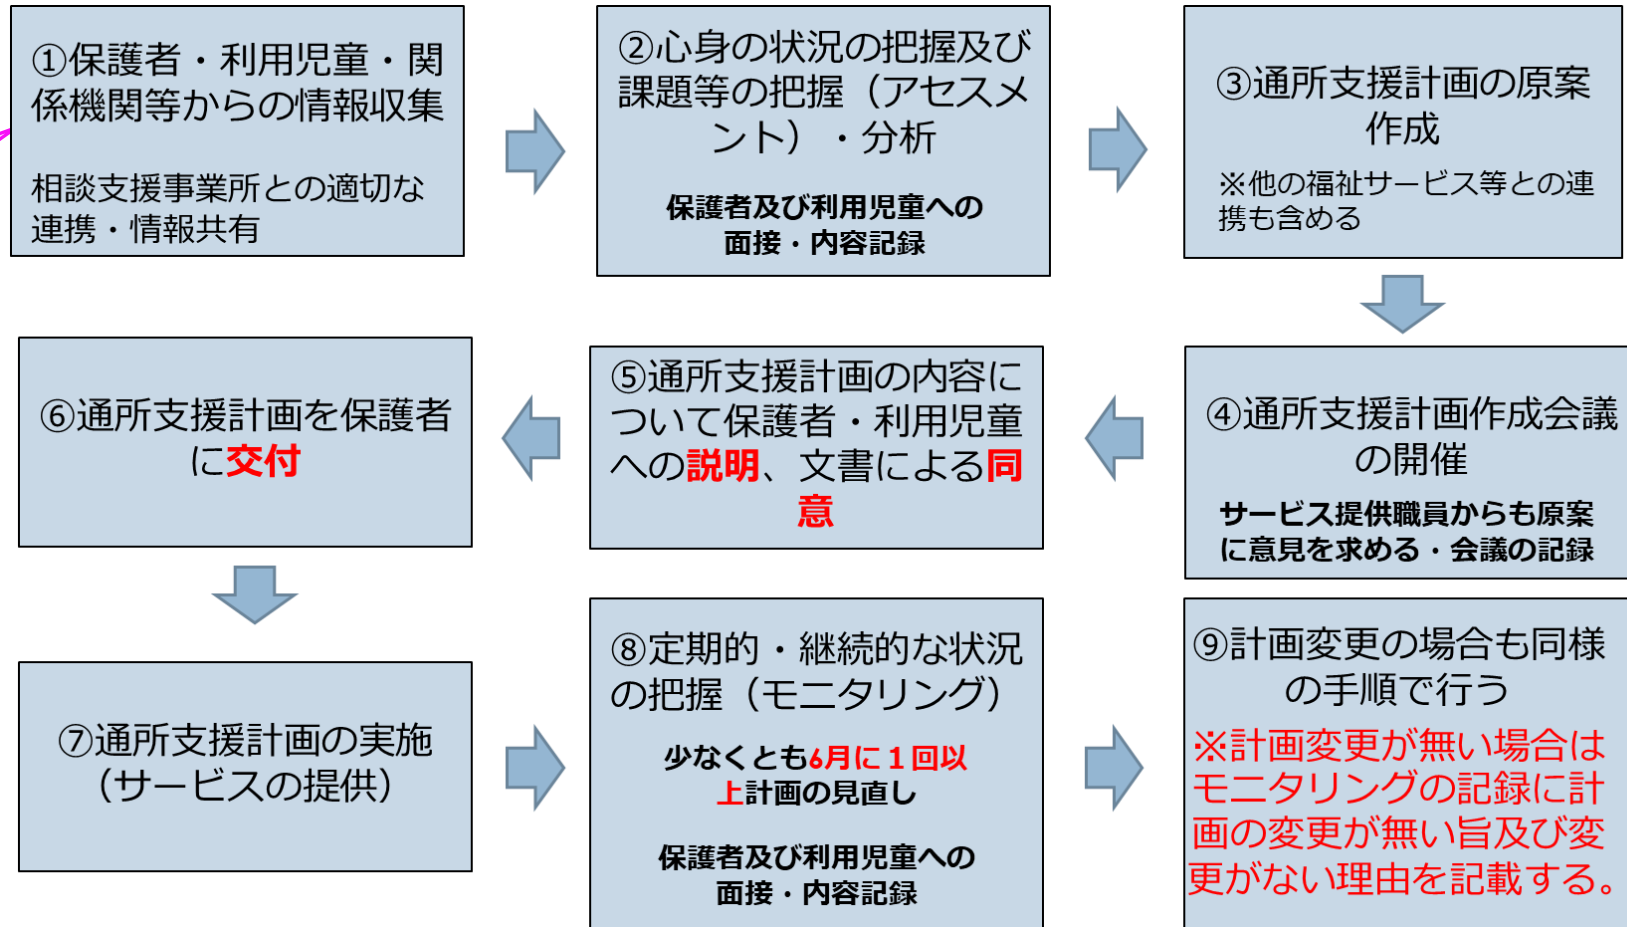 ①保護者・利用児童・関
係機関等からの情報収集
相談支援事業所との適切な
連携・情報共有
②心身の状況の把握及び
課題等の把握（アセスメ
ント）・分析
保護者及び利用児童への
面接・内容記録
③通所支援計画の原案
作成
※他の福祉サービス等との連
携も含める
④通所支援計画作成会議
の開催
サービス提供職員からも原案
に意見を求める・会議の記録
⑤通所支援計画の内容に
ついて保護者・利用児童
への説明、文書による同
意
⑥通所支援計画を保護者
に交付
⑦通所支援計画の実施
（サービスの提供）
⑧定期的・継続的な状況
の把握（モニタリング）
少なくとも6月に１回以
上計画の見直し
保護者及び利用児童への
面接・内容記録
⑨計画変更の場合も同様
の手順で行う
※計画変更が無い場合は
モニタリングの記録に計
画の変更が無い旨及び変
更がない理由を記載する。